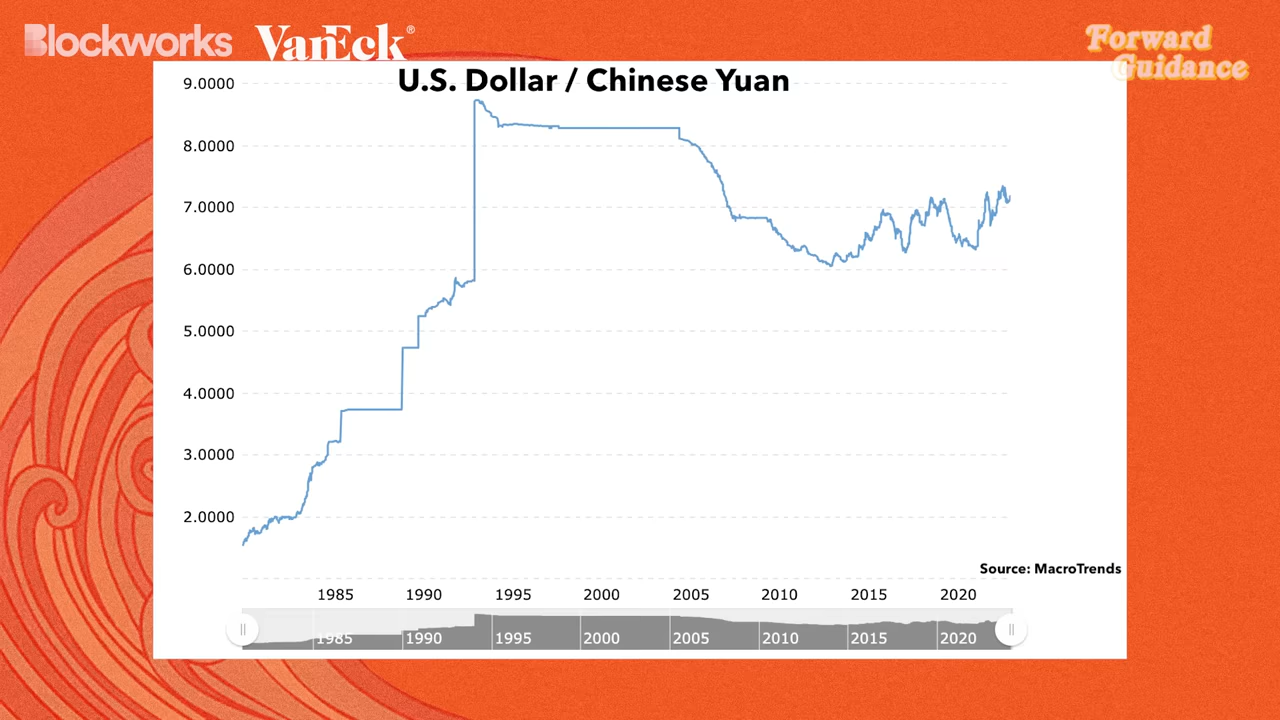 Blockworks
VanEck®
Forward
Guidance
U.S. Dollar / Chinese Yuan
9.0000
8.0000
7.0000
6.0000
5.0000
4.0000
3.0000
2.0000
Source: MacroTrends
1985 1990 1995 2000 2005 2010 2015 2020
1985 1990 1995 2000 2005 2010 2015 2020